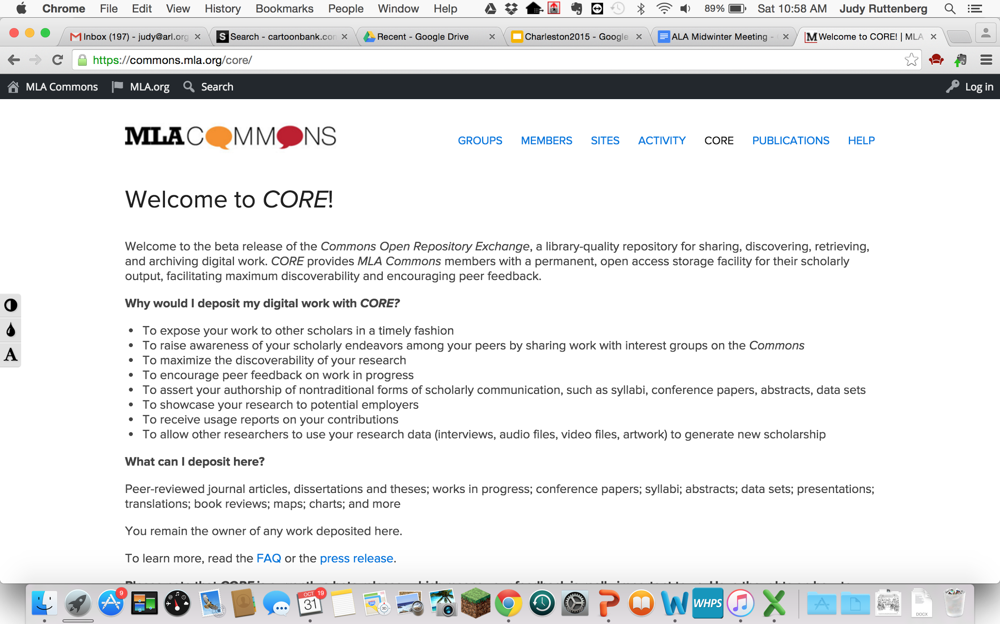 Chrome File Edit View History Bookmarks People Window Help 89% Sat 10:58 AM Judy Ruttenberg
Inbox (197) - judy@arl.org Search - cartoonbank.com Recent - Google Drive Charleston2015 - Google ALA Midwinter Meeting - Welcome to CORE! | MLA
https://commons.mla.org/core/
MLA Commons MLA.org Search Log in
MLA COMMONS
GROUPS MEMBERS SITES ACTIVITY CORE PUBLICATIONS HELP
Welcome to CORE!
Welcome to the beta release of the Commons Open Repository Exchange, a library-quality repository for sharing, discovering, retrieving,
and archiving digital work. CORE provides MLA Commons members with a permanent, open access storage facility for their scholarly
output, facilitating maximum discoverability and encouraging peer feedback.
Why would I deposit my digital work with CORE?
• To expose your work to other scholars in a timely fashion
• To raise awareness of your scholarly endeavors among your peers by sharing work with interest groups on the Commons
• To maximize the discoverability of your research
• To encourage peer feedback on work in progress
• To assert your authorship of nontraditional forms of scholarly communication, such as syllabi, conference papers, abstracts, data sets
• To showcase your research to potential employers
• To receive usage reports on your contributions
• To allow other researchers to use your research data (interviews, audio files, video files, artwork) to generate new scholarship
A
What can I deposit here?
Peer-reviewed journal articles, dissertations and theses; works in progress; conference papers; syllabi; abstracts; data sets; presentations;
translations; book reviews; maps; charts; and more
You remain the owner of any work deposited here.
To learn more, read the FAQ or the press release.
9 OCT 31 19 280 3D WHPS DOCX